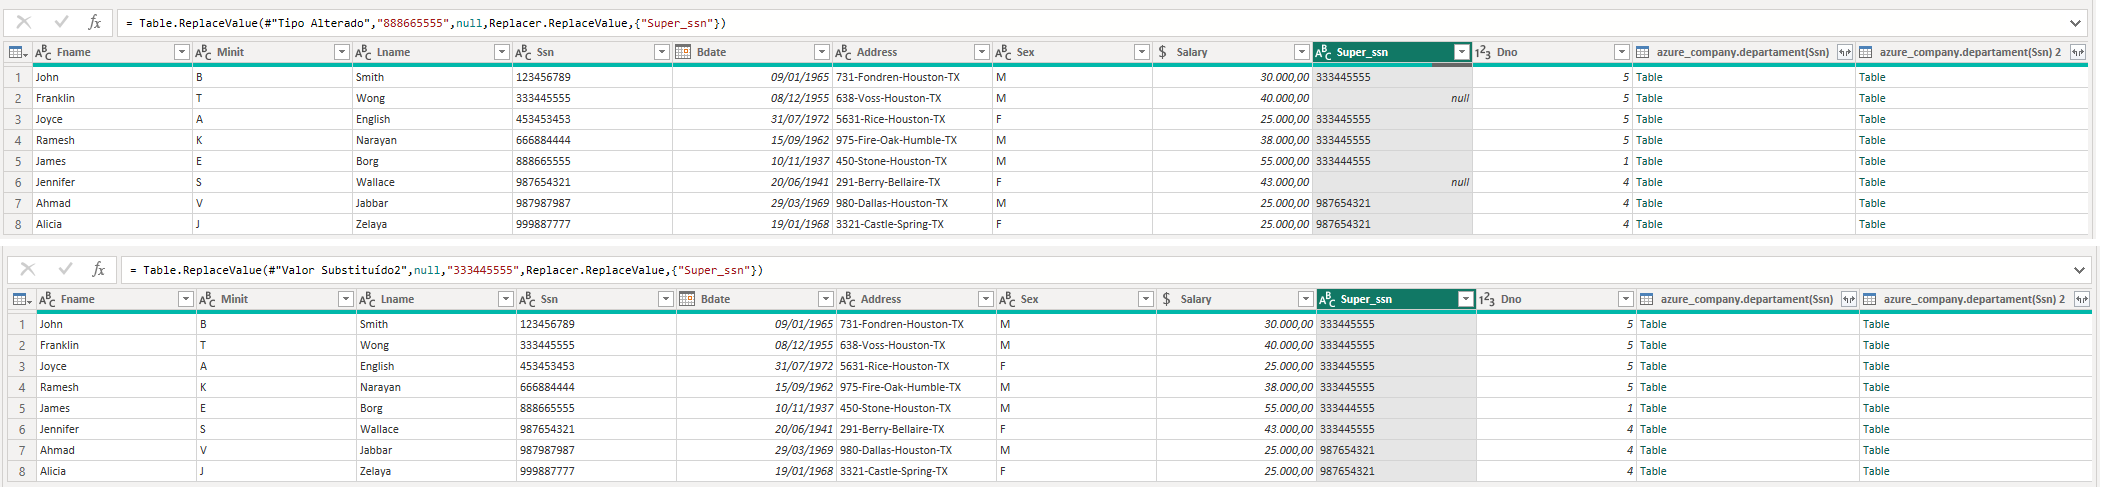 fx = Table.ReplaceValue(#"Tipo Alterado","888665555",null,Replacer.ReplaceValue,{"Super_ssn"})
ABC Fname ABC Minit ABC Lname ABC Ssn Bdate ABC Address ABC Sex $ Salary ABC Super_ssn 123 Dno azure_company.departament(Ssn) azure_company.departament(Ssn) 2
1 John B Smith 123456789 09/01/1965 731-Fondren-Houston-TX M 30.000,00 333445555 5 Table Table
2 Franklin T Wong 333445555 08/12/1955 638-Voss-Houston-TX M 40.000,00 null 5 Table Table
3 Joyce A English 453453453 31/07/1972 5631-Rice-Houston-TX F 25.000,00 333445555 5 Table Table
4 Ramesh K Narayan 666884444 15/09/1962 975-Fire-Oak-Humble-TX M 38.000,00 333445555 5 Table Table
5 James E Borg 888665555 10/11/1937 450-Stone-Houston-TX M 55.000,00 333444555 1 Table Table
6 Jennifer S Wallace 987654321 20/06/1941 291-Berry-Bellaire-TX F 43.000,00 null 4 Table Table
7 Ahmad V Jabbar 987987987 29/03/1969 980-Dallas-Houston-TX M 25.000,00 987654321 4 Table Table
8 Alicia J Zelaya 999887777 19/01/1968 3321-Castle-Spring-TX F 25.000,00 987654321 4 Table Table
fx = Table.ReplaceValue(#"Valor Substituído2",null,"333445555",Replacer.ReplaceValue,{"Super_ssn"})
ABC Fname ABC Minit ABC Lname ABC Ssn Bdate ABC Address ABC Sex $ Salary ABC Super_ssn 123 Dno azure_company.departament(Ssn) azure_company.departament(Ssn) 2
1 John B Smith 123456789 09/01/1965 731-Fondren-Houston-TX M 30.000,00 333445555 5 Table Table
2 Franklin T Wong 333445555 08/12/1955 638-Voss-Houston-TX M 40.000,00 333445555 5 Table Table
3 Joyce A English 453453453 31/07/1972 5631-Rice-Houston-TX F 25.000,00 333445555 5 Table Table
4 Ramesh K Narayan 666884444 15/09/1962 975-Fire-Oak-Humble-TX M 38.000,00 333445555 5 Table Table
5 James E Borg 888665555 10/11/1937 450-Stone-Houston-TX M 55.000,00 333444555 1 Table Table
6 Jennifer S Wallace 987654321 20/06/1941 291-Berry-Bellaire-TX F 43.000,00 333445555 4 Table Table
7 Ahmad V Jabbar 987987987 29/03/1969 980-Dallas-Houston-TX M 25.000,00 987654321 4 Table Table
8 Alicia J Zelaya 999887777 19/01/1968 3321-Castle-Spring-TX F 25.000,00 987654321 4 Table Table